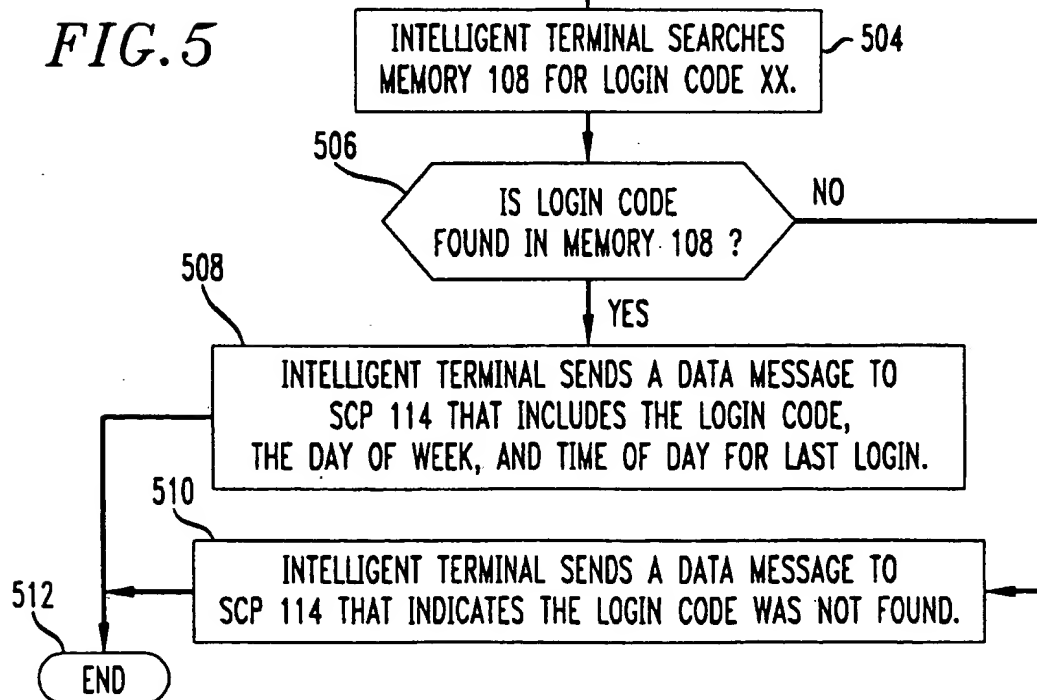 FIG.5
INTELLIGENT TERMINAL SEARCHES
MEMORY 108 FOR LOGIN CODE XX.
504
506
IS LOGIN CODE
FOUND IN MEMORY 108 ?
NO
YES
508
INTELLIGENT TERMINAL SENDS A DATA MESSAGE TO
SCP 114 THAT INCLUDES THE LOGIN CODE,
THE DAY OF WEEK, AND TIME OF DAY FOR LAST LOGIN.
510
INTELLIGENT TERMINAL SENDS A DATA MESSAGE TO
SCP 114 THAT INDICATES THE LOGIN CODE WAS NOT FOUND.
512
END